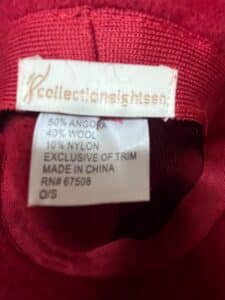 collectioneighteen
50% ANGORA
40% WOOL
10% NYLON
EXCLUSIVE OF TRIM
MADE IN CHINA
RN# 67508
O/S